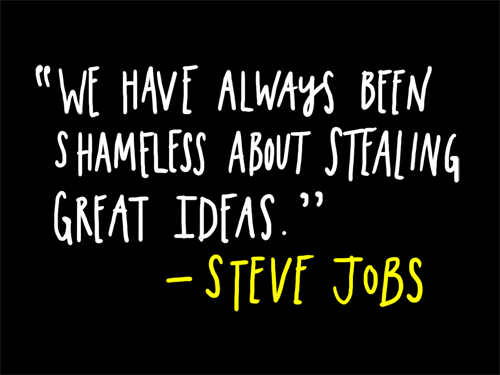 “WE HAVE ALWAYS BEEN
SHAMELESS ABOUT STEALING
GREAT IDEAS.”
– STEVE JOBS